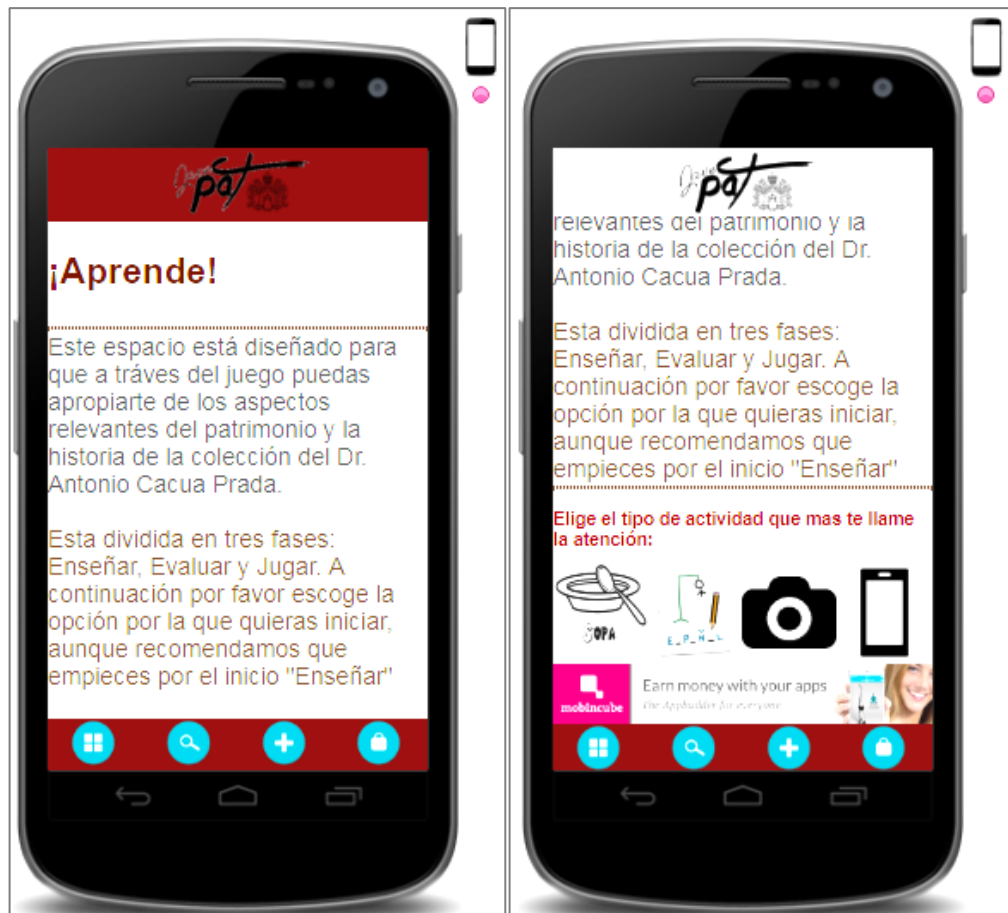 pat
¡Aprende!
Este espacio está diseñado para
que a tráves del juego puedas
apropiarte de los aspectos
relevantes del patrimonio y la
historia de la colección del Dr.
Antonio Cacua Prada.
Esta dividida en tres fases:
Enseñar, Evaluar y Jugar. A
continuación por favor escoge la
opción por la que quieras iniciar,
aunque recomendamos que
empieces por el inicio "Enseñar"
pat
relevantes del patrimonio y la
historia de la colección del Dr.
Antonio Cacua Prada.
Esta dividida en tres fases:
Enseñar, Evaluar y Jugar. A
continuación por favor escoge la
opción por la que quieras iniciar,
aunque recomendamos que
empieces por el inicio "Enseñar"
Elige el tipo de actividad que mas te llame
la atención:
SOPA
E_P_Ñ_L
mobincube
Earn money with your apps
The Appbuilder for everyone